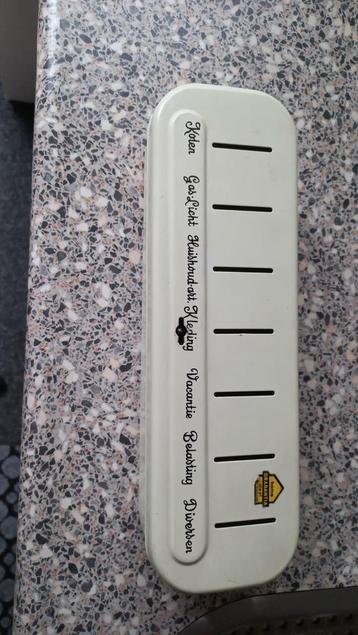 Kolen Gas-Licht Huishoud-art Kleding Vacantie Belasting Diversen